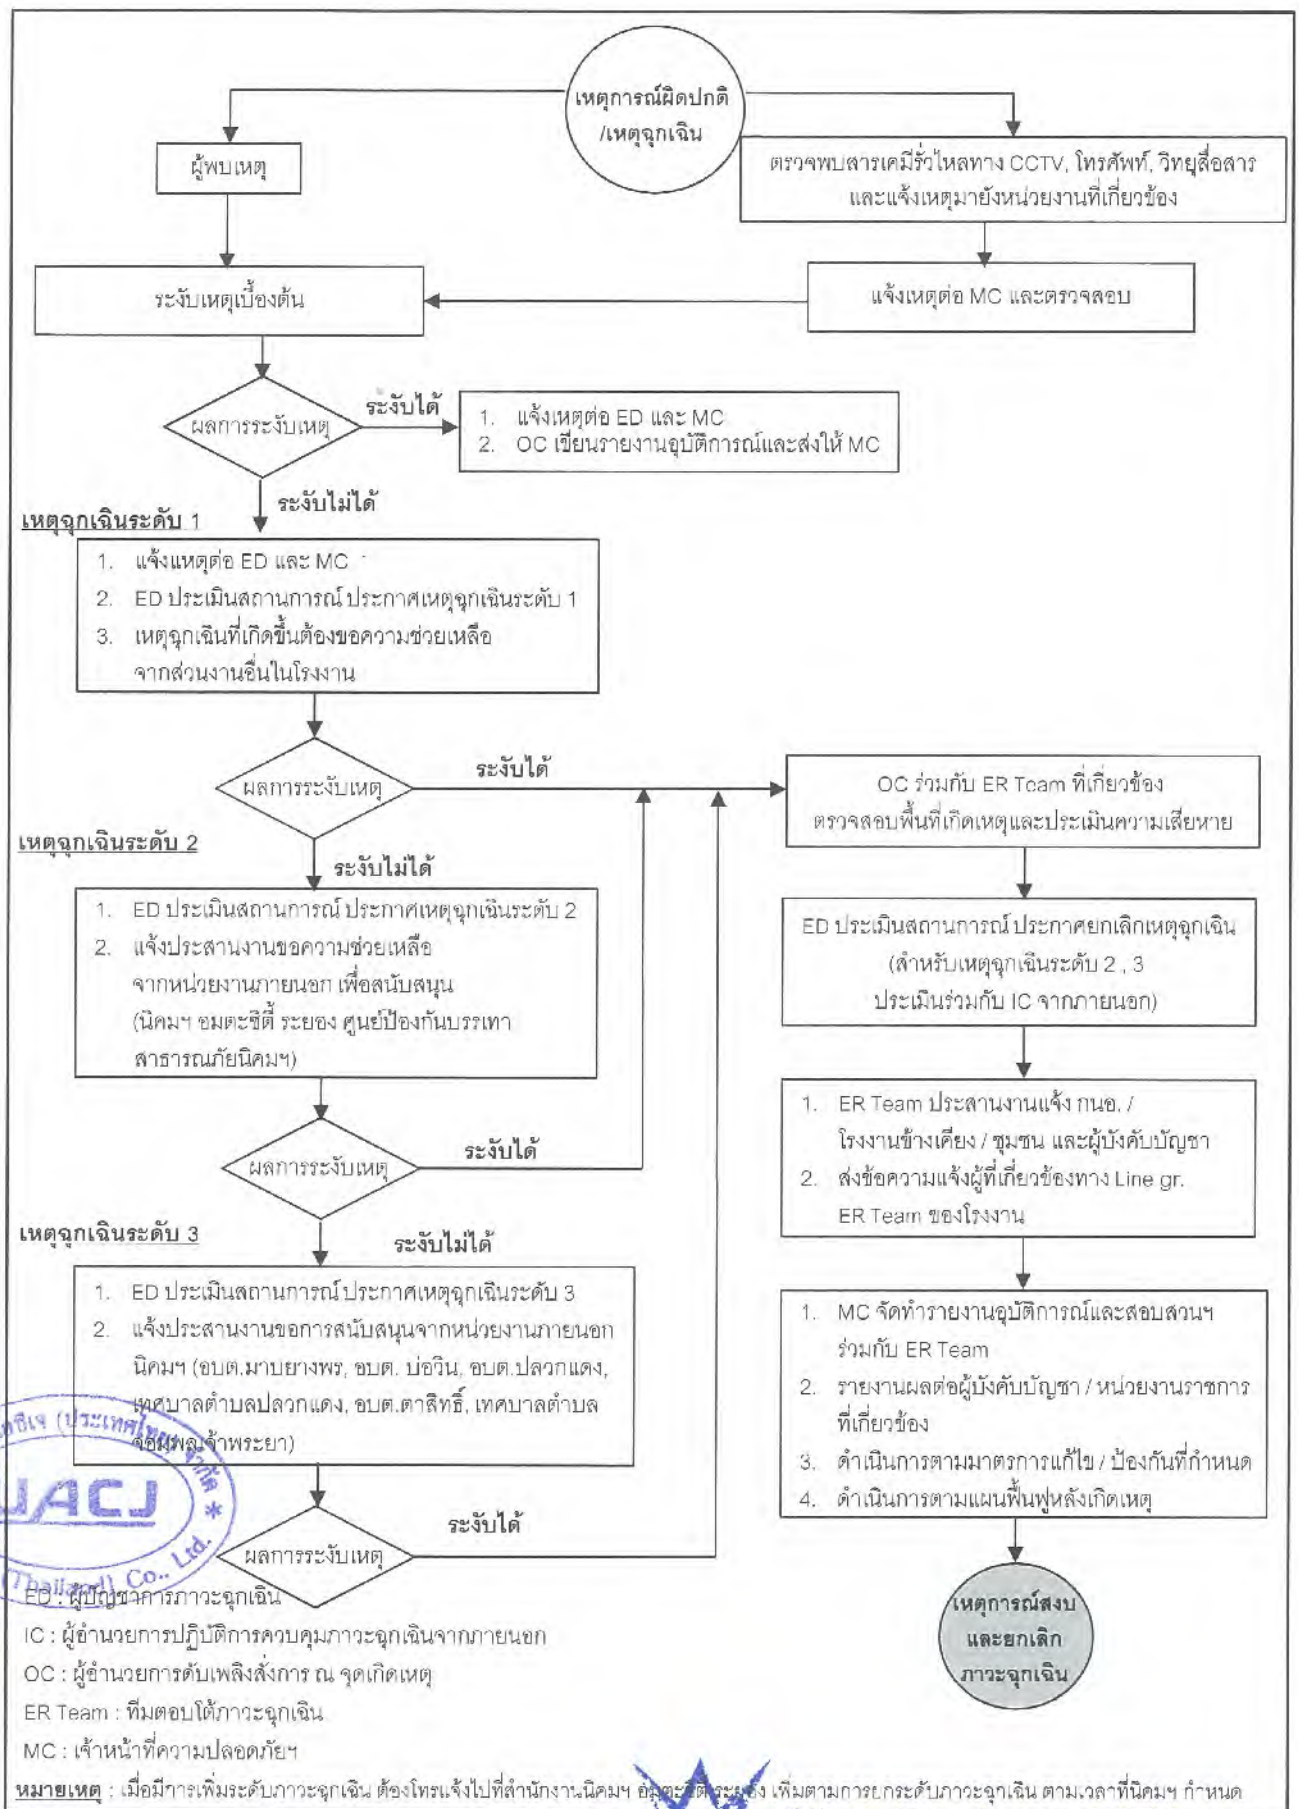 เหตุการณ์ผิดปกติ
/เหตุฉุกเฉิน
ผู้พบเหตุ
ตรวจพบสารเคมีรั่วไหลทาง CCTV, โทรศัพท์, วิทยุสื่อสาร
และแจ้งเหตุมายังหน่วยงานที่เกี่ยวข้อง
ระงับเหตุเบื้องต้น
แจ้งเหตุต่อ MC และตรวจสอบ
ผลการระงับเหตุ
ระงับได้
1. แจ้งเหตุต่อ ED และ MC
2. OC เขียนรายงานอุบัติการณ์และส่งให้ MC
ระงับไม่ได้
เหตุฉุกเฉินระดับ 1
1. แจ้งแหตุต่อ ED และ MC
2. ED ประเมินสถานการณ์ ประกาศเหตุฉุกเฉินระดับ 1
3. เหตุฉุกเฉินที่เกิดขึ้นต้องขอความช่วยเหลือ
จากส่วนงานอื่นในโรงงาน
ผลการระงับเหตุ
ระงับได้
OC ร่วมกับ ER Team ที่เกี่ยวข้อง
ตรวจสอบพื้นที่เกิดเหตุและประเมินความเสียหาย
เหตุฉุกเฉินระดับ 2
ระงับไม่ได้
1. ED ประเมินสถานการณ์ ประกาศเหตุฉุกเฉินระดับ 2
2. แจ้งประสานงานขอความช่วยเหลือ
จากหน่วยงานภายนอก เพื่อสนับสนุน
(นิคมฯ อมตะซิตี้ ระยอง ศูนย์ป้องกันบรรเทา
สาธารณภัยนิคมฯ)
ED ประเมินสถานการณ์ ประกาศยกเลิกเหตุฉุกเฉิน
(สำหรับเหตุฉุกเฉินระดับ 2 , 3
ประเมินร่วมกับ IC จากภายนอก)
ผลการระงับเหตุ
ระงับได้
1. ER Team ประสานงานแจ้ง กนอ. /
โรงงานข้างเคียง / ชุมชน และผู้บังคับบัญชา
2. ส่งข้อความแจ้งผู้ที่เกี่ยวข้องทาง Line gr.
ER Team ของโรงงาน
เหตุฉุกเฉินระดับ 3
ระงับไม่ได้
1. ED ประเมินสถานการณ์ ประกาศเหตุฉุกเฉินระดับ 3
2. แจ้งประสานงานขอการสนับสนุนจากหน่วยงานภายนอก
นิคมฯ (อบต.มาบยางพร, อบต. บ่อวิน, อบต.ปลวกแดง,
เทศบาลตำบลปลวกแดง, อบต.ตาสิทธิ์, เทศบาลตำบล
จอมพลเจ้าพระยา)
1. MC จัดทำรายงานอุบัติการณ์และสอบสวนฯ
ร่วมกับ ER Team
2. รายงานผลต่อผู้บังคับบัญชา / หน่วยงานราชการ
ที่เกี่ยวข้อง
3. ดำเนินการตามมาตรการแก้ไข / ป้องกันที่กำหนด
4. ดำเนินการตามแผนฟื้นฟูหลังเกิดเหตุ
(ประเทศไทย) จำกัด *
UACJ
(Thailand) Co., Ltd.
ผลการระงับเหตุ
ระงับได้
เหตุการณ์สงบ
และยกเลิก
ภาวะฉุกเฉิน
ED : ผู้บัญชาการภาวะฉุกเฉิน
IC : ผู้อำนวยการปฏิบัติการควบคุมภาวะฉุกเฉินจากภายนอก
OC : ผู้อำนวยการดับเพลิงสั่งการ ณ จุดเกิดเหตุ
ER Team : ทีมตอบโต้ภาวะฉุกเฉิน
MC : เจ้าหน้าที่ความปลอดภัยฯ
หมายเหตุ : เมื่อมีการเพิ่มระดับภาวะฉุกเฉิน ต้องโทรแจ้งไปที่สำนักงานนิคมฯ อมตะซิตี้ ระยอง เพิ่มตามการยกระดับภาวะฉุกเฉิน ตามเวลาที่นิคมฯ กำหนด